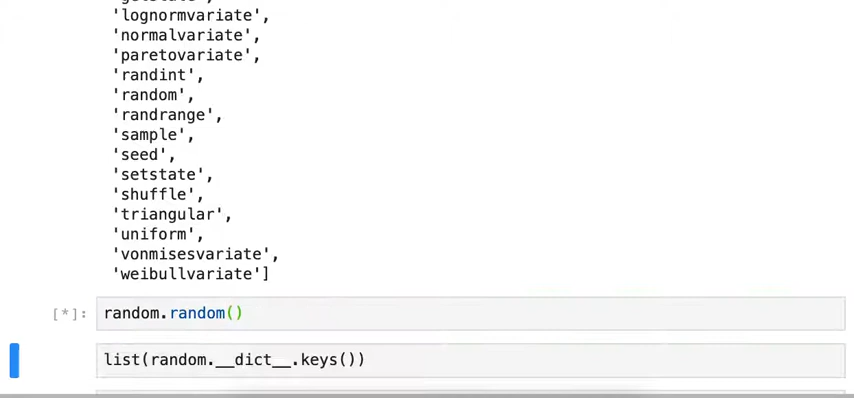 'lognormvariate',
'normalvariate',
'paretovariate',
'randint',
'random',
'randrange',
'sample',
'seed',
'setstate',
'shuffle',
'triangular',
'uniform',
'vonmisesvariate',
'weibullvariate']
[*]: random.random()
list(random.__dict__.keys())